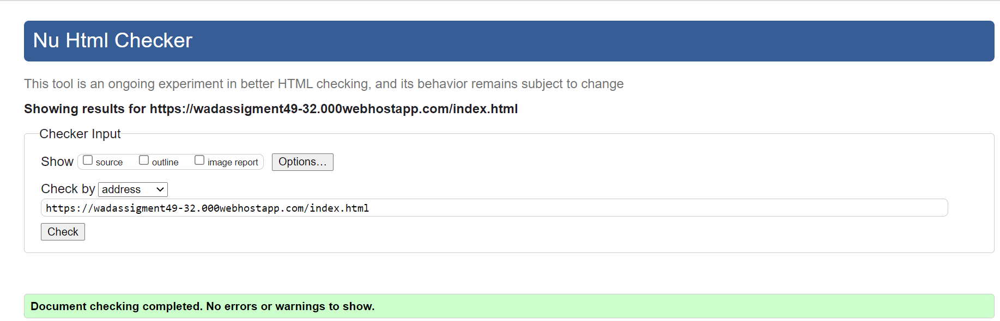 Nu Html Checker
This tool is an ongoing experiment in better HTML checking, and its behavior remains subject to change
Showing results for https://wadassigment49-32.000webhostapp.com/index.html
Checker Input
Show source outline image report Options...
Check by address
https://wadassigment49-32.000webhostapp.com/index.html
Check
Document checking completed. No errors or warnings to show.